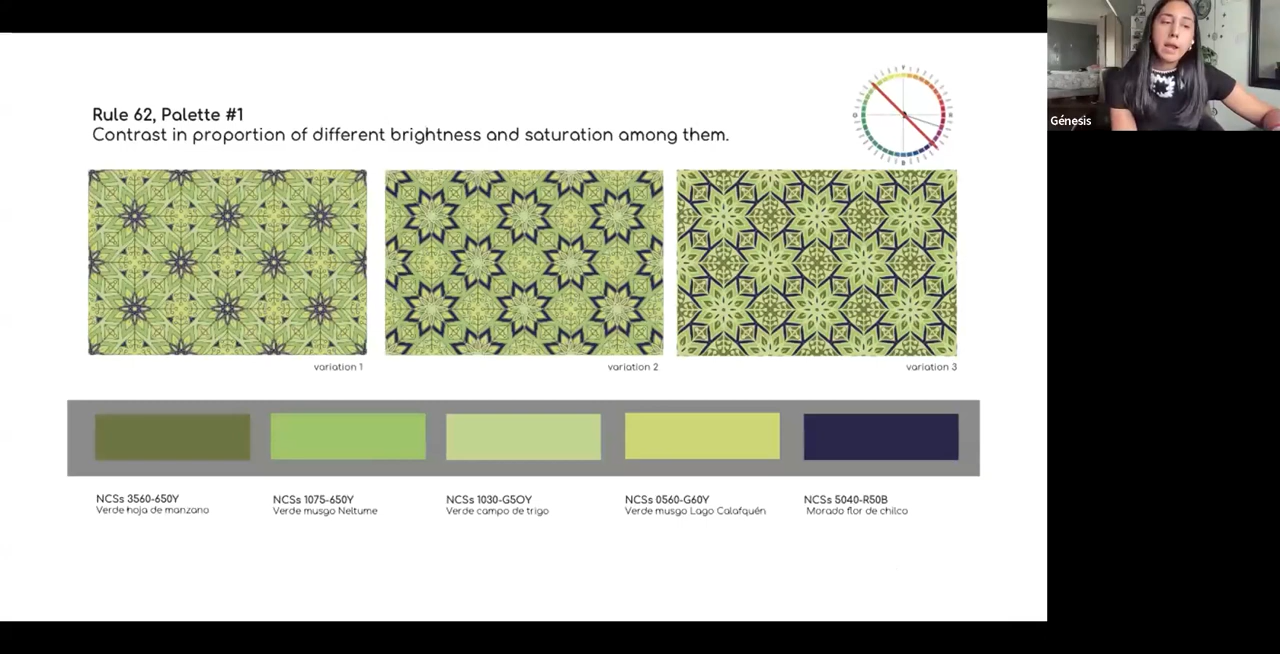 Rule 62, Palette #1
Contrast in proportion of different brightness and saturation among them.
Génesis
variation 1
variation 2
variation 3
NCSs 3560-650Y
Verde hoja de manzano
NCSs 1075-650Y
Verde musgo Neltume
NCSs 1030-G5OY
Verde campo de trigo
NCSs 0560-G60Y
Verde musgo Lago Calafquén
NCSs 5040-R50B
Morado flor de chilco